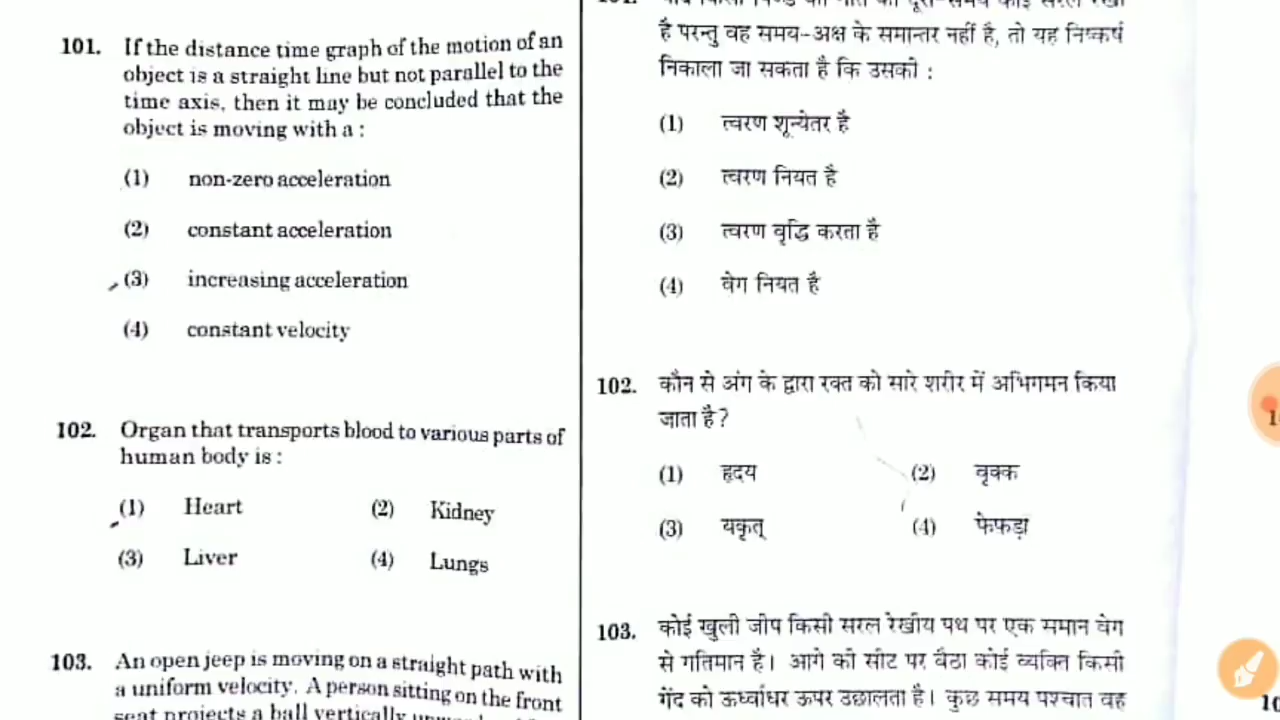 101. If the distance time graph of the motion of an
object is a straight line but not parallel to the
time axis, then it may be concluded that the
object is moving with a :
(1) non-zero acceleration
(2) constant acceleration
(3) increasing acceleration
(4) constant velocity
102. Organ that transports blood to various parts of
human body is :
(1) Heart (2) Kidney
(3) Liver (4) Lungs
103. An open jeep is moving on a straight path with
a uniform velocity. A person sitting on the front
seat projects a ball vertically
है परन्तु वह समय-अक्ष के समान्तर नहीं है, तो यह निष्कर्ष
निकाला जा सकता है कि उसको :
(1) त्वरण शून्येतर है
(2) त्वरण नियत है
(3) त्वरण वृद्धि करता है
(4) वेग नियत है
102. कौन से अंग के द्वारा रक्त को सारे शरीर में अभिगमन किया
जाता है?
(1) हृदय (2) वृक्क
(3) यकृत् (4) फेफड़ा
103. कोई खुली जीप किसी सरल रेखीय पथ पर एक समान वेग
से गतिमान है। आगे की सीट पर बैठा कोई व्यक्ति किसी
गेंद को ऊर्ध्वाधर ऊपर उछालता है। कुछ समय पश्चात वह